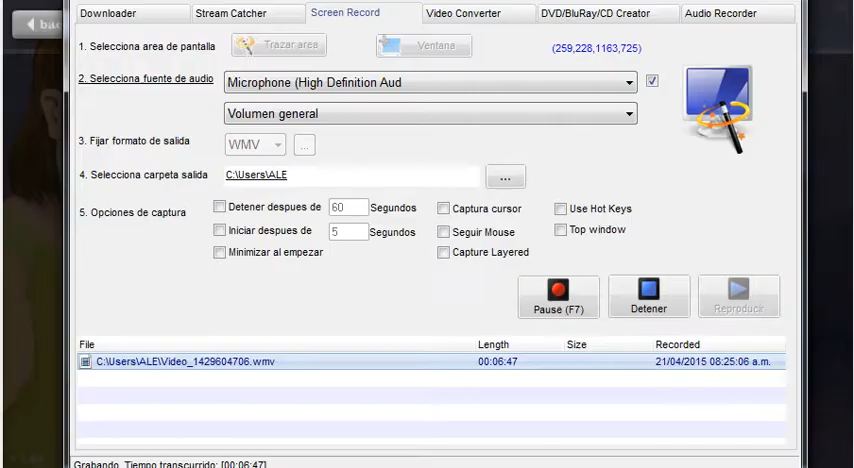 bac
Downloader
Stream Catcher
Screen Record
Video Converter
DVD/BluRay/CD Creator
Audio Recorder
1. Selecciona area de pantalla
Trazar area
Ventana
(259,228,1163,725)
2. Selecciona fuente de audio
Microphone (High Definition Aud
Volumen general
3. Fijar formato de salida
WMV
...
4. Selecciona carpeta salida
C:\Users\ALE
...
5. Opciones de captura
Detener despues de 60 Segundos
Captura cursor
Use Hot Keys
Iniciar despues de 5 Segundos
Seguir Mouse
Top window
Minimizar al empezar
Capture Layered
Pause (F7)
Detener
Reproducir
File Length Size Recorded
C:\Users\ALE\Video_1429604706.wmv 00:06:47 21/04/2015 08:25:06 a.m.
Grabando. Tiempo transcurrido: [00:06:47]